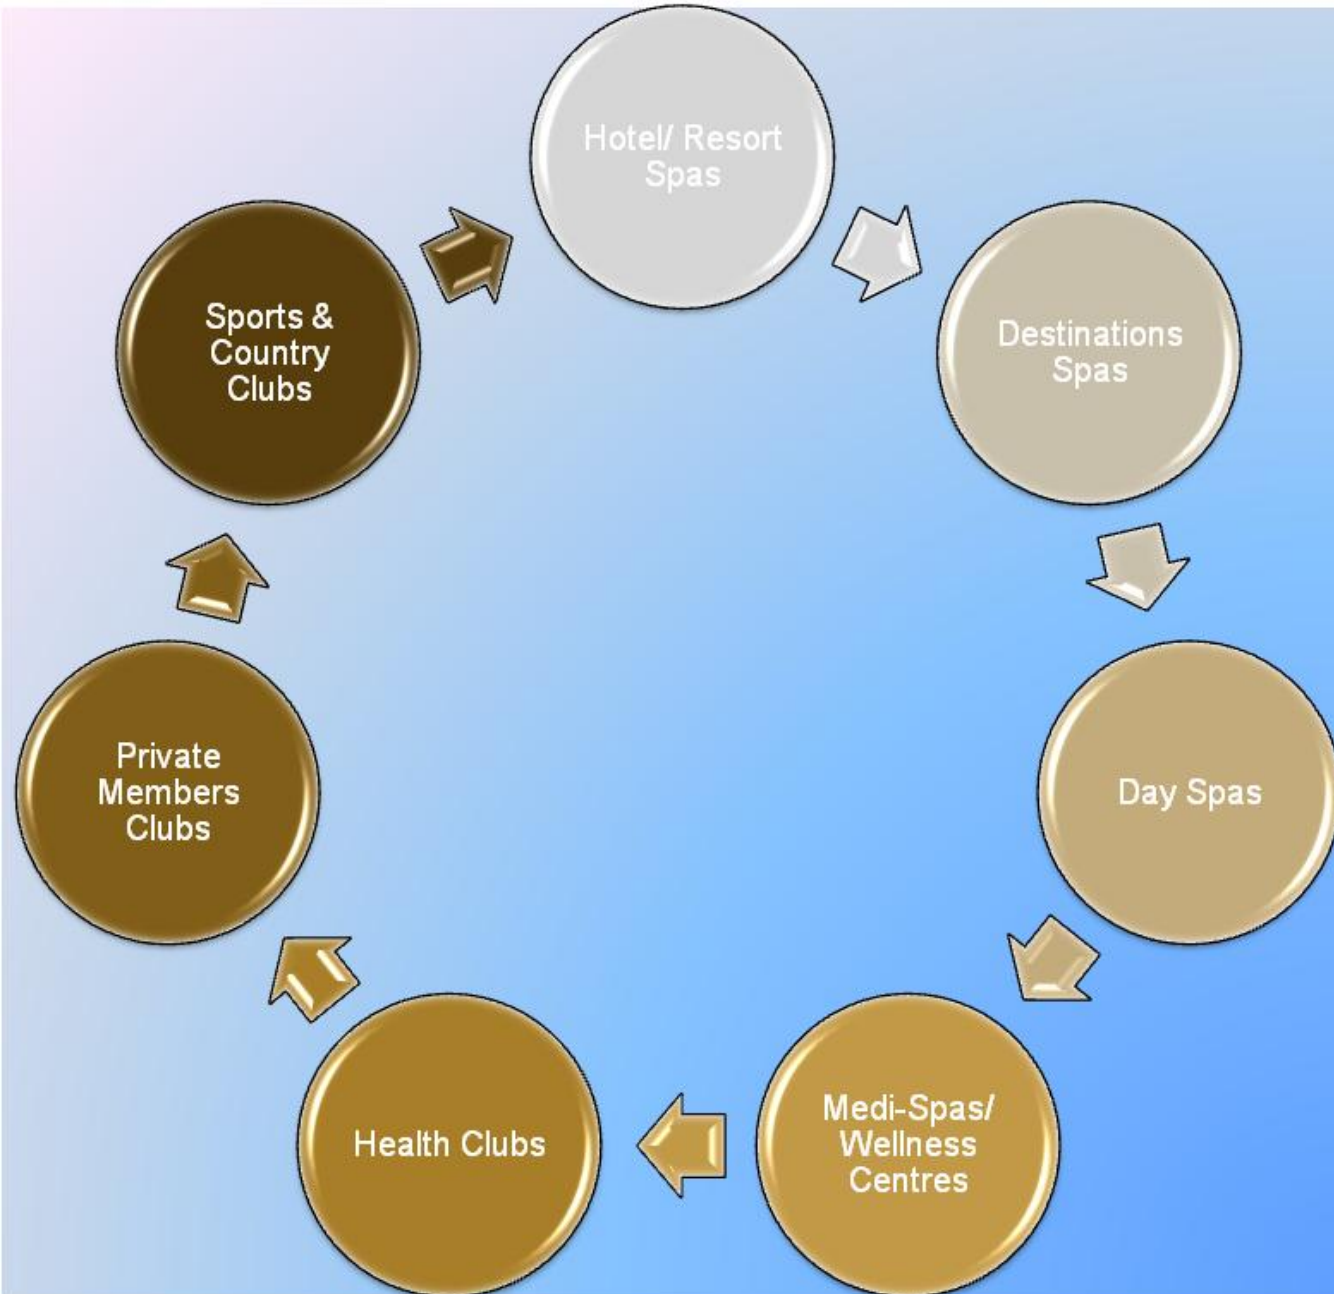 Hotel/ Resort
Spas
Destinations
Spas
Day Spas
Medi-Spas/
Wellness
Centres
Health Clubs
Private
Members
Clubs
Sports &
Country
Clubs